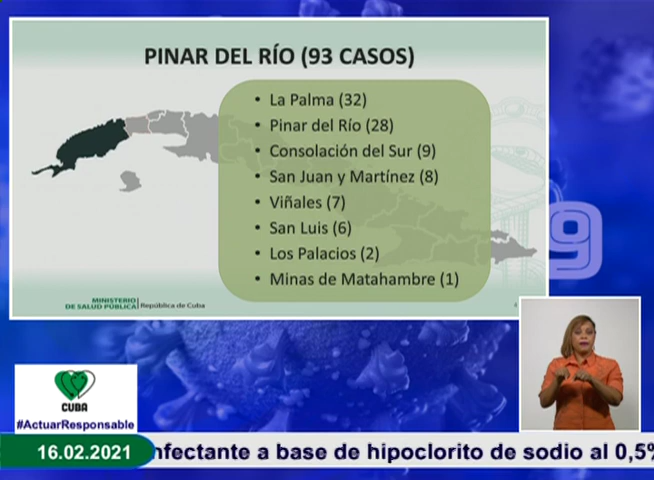 PINAR DEL RÍO (93 CASOS)
• La Palma (32)
• Pinar del Río (28)
• Consolación del Sur (9)
• San Juan y Martínez (8)
• Viñales (7)
• San Luis (6)
• Los Palacios (2)
• Minas de Matahambre (1)
MINISTERIO
DE SALUD PÚBLICA República de Cuba
9
CUBA
#ActuarResponsable
16.02.2021 nfectante a base de hipoclorito de sodio al 0,5%